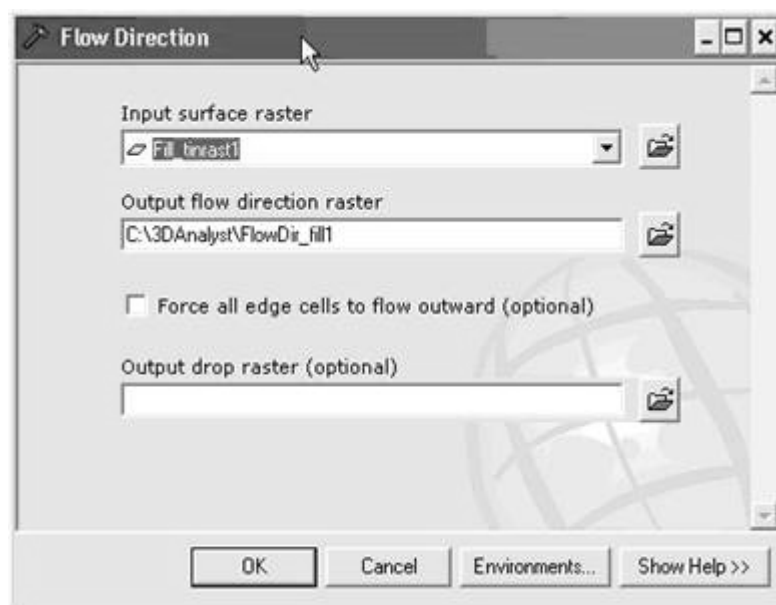 Flow Direction
Input surface raster
Fill_tinrast1
Output flow direction raster
C:\3DAnalyst\FlowDir_fill1
Force all edge cells to flow outward (optional)
Output drop raster (optional)
OK
Cancel
Environments...
Show Help >>